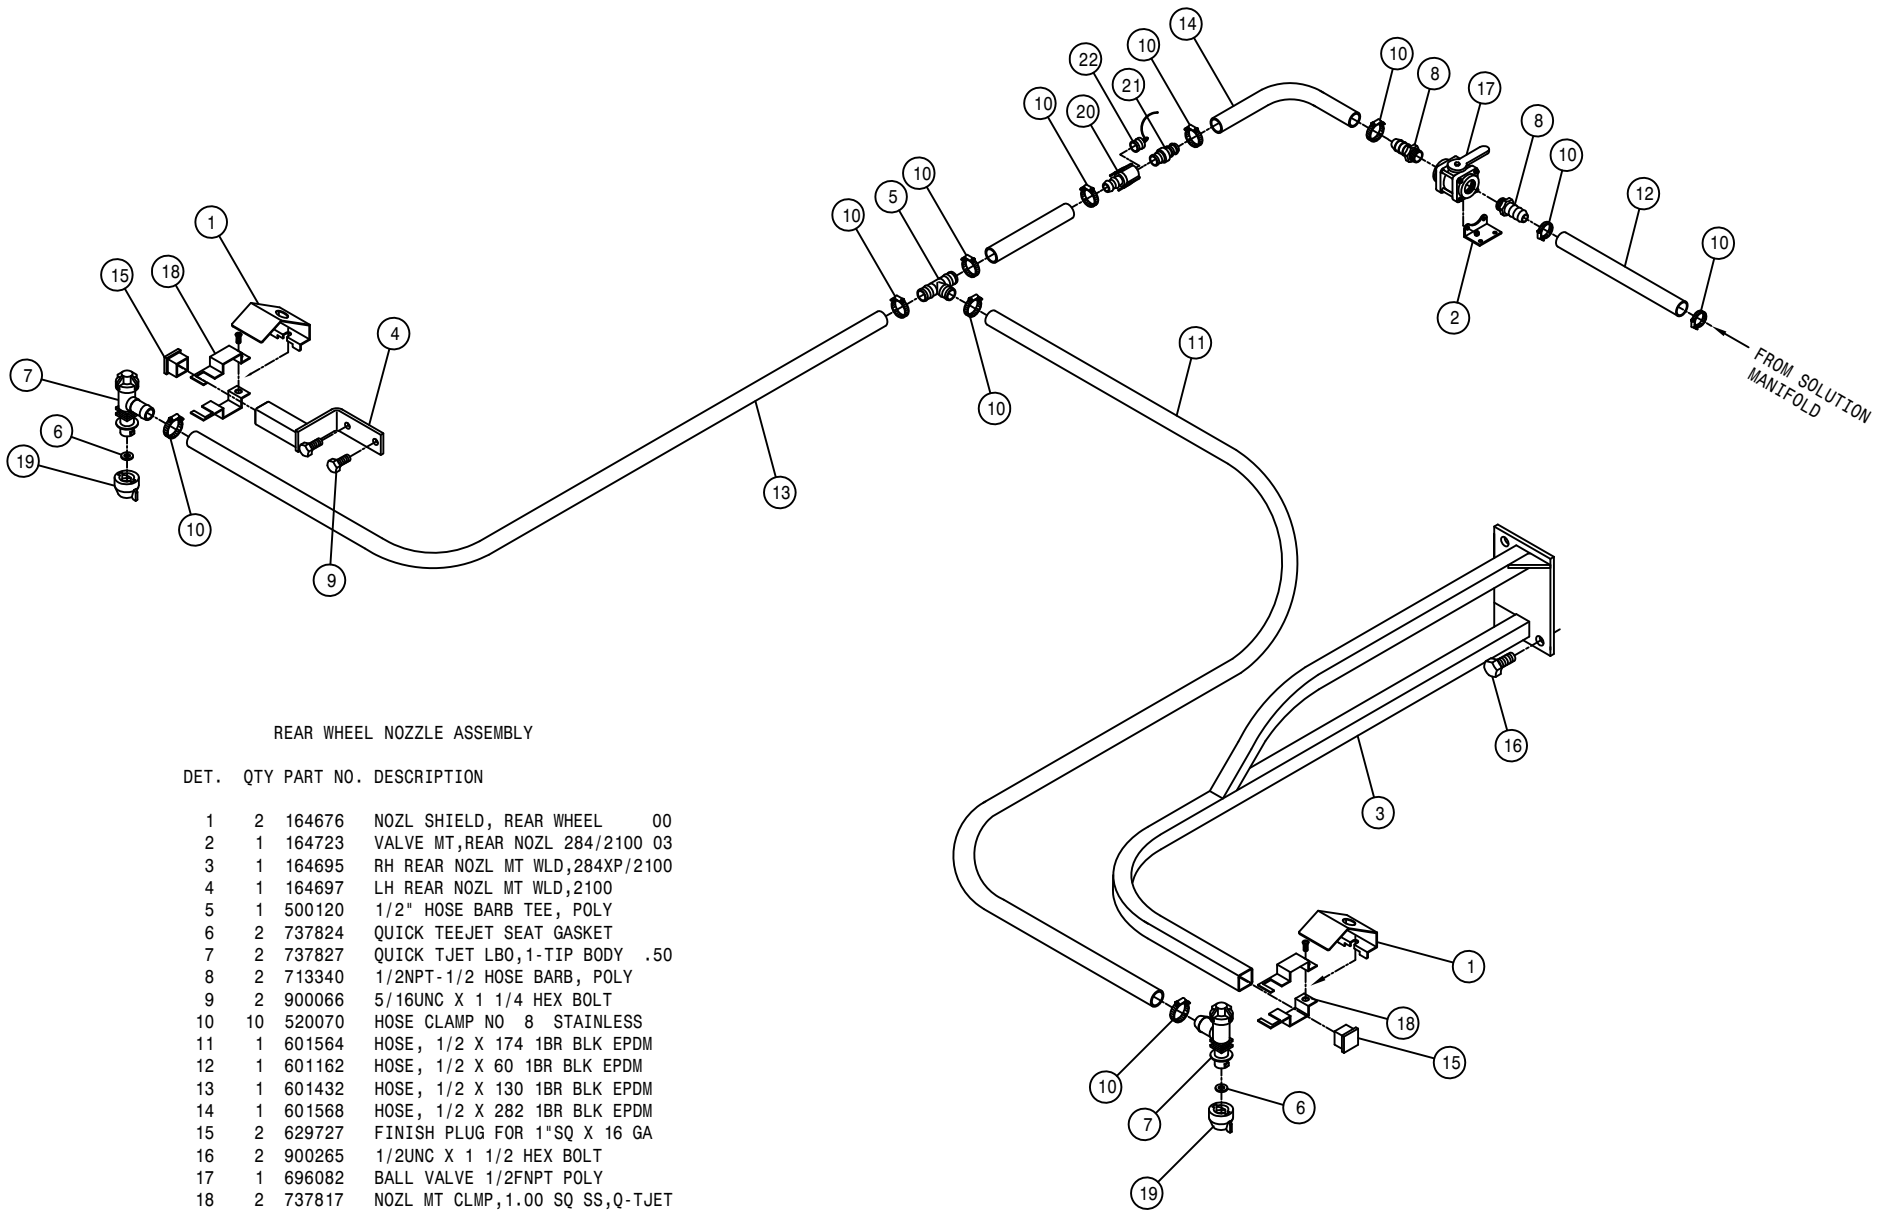 14
10
22
10
8
17
21
10
20
8
10
10
5
12
10
10
1
18
15
2
4
11
7
FROM SOLUTION
MANIFOLD
10
6
19
13
10
9
16
REAR WHEEL NOZZLE ASSEMBLY
DET. QTY PART NO. DESCRIPTION
3
1 2 164676 NOZL SHIELD, REAR WHEEL 00
2 1 164723 VALVE MT,REAR NOZL 284/2100 03
3 1 164695 RH REAR NOZL MT WLD,284XP/2100
4 1 164697 LH REAR NOZL MT WLD,2100
5 1 500120 1/2" HOSE BARB TEE, POLY
6 2 737824 QUICK TEEJET SEAT GASKET
7 2 737827 QUICK TJET LBO,1-TIP BODY .50
8 2 713340 1/2NPT-1/2 HOSE BARB, POLY
9 2 900066 5/16UNC X 1 1/4 HEX BOLT
10 10 520070 HOSE CLAMP NO 8 STAINLESS
11 1 601564 HOSE, 1/2 X 174 1BR BLK EPDM
12 1 601162 HOSE, 1/2 X 60 1BR BLK EPDM
13 1 601432 HOSE, 1/2 X 130 1BR BLK EPDM
14 1 601568 HOSE, 1/2 X 282 1BR BLK EPDM
15 2 629727 FINISH PLUG FOR 1"SQ X 16 GA
16 2 900265 1/2UNC X 1 1/2 HEX BOLT
17 1 696082 BALL VALVE 1/2FNPT POLY
18 2 737817 NOZL MT CLMP,1.00 SQ SS,Q-TJET
1
18
15
10
6
7
19